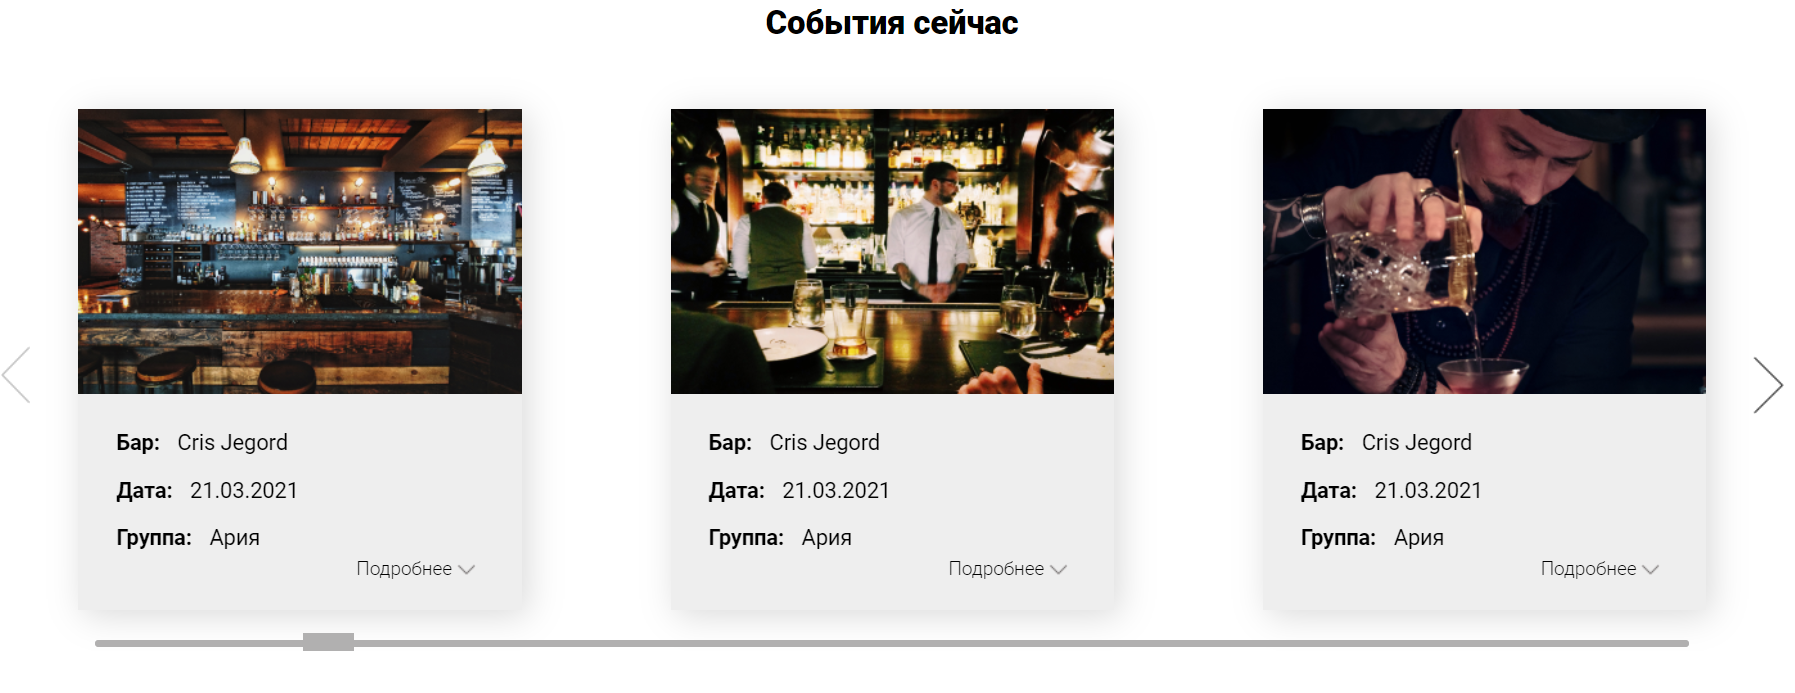 События сейчас
Бар: Cris Jegord
Дата: 21.03.2021
Группа: Ария
Подробнее
Бар: Cris Jegord
Дата: 21.03.2021
Группа: Ария
Подробнее
Бар: Cris Jegord
Дата: 21.03.2021
Группа: Ария
Подробнее